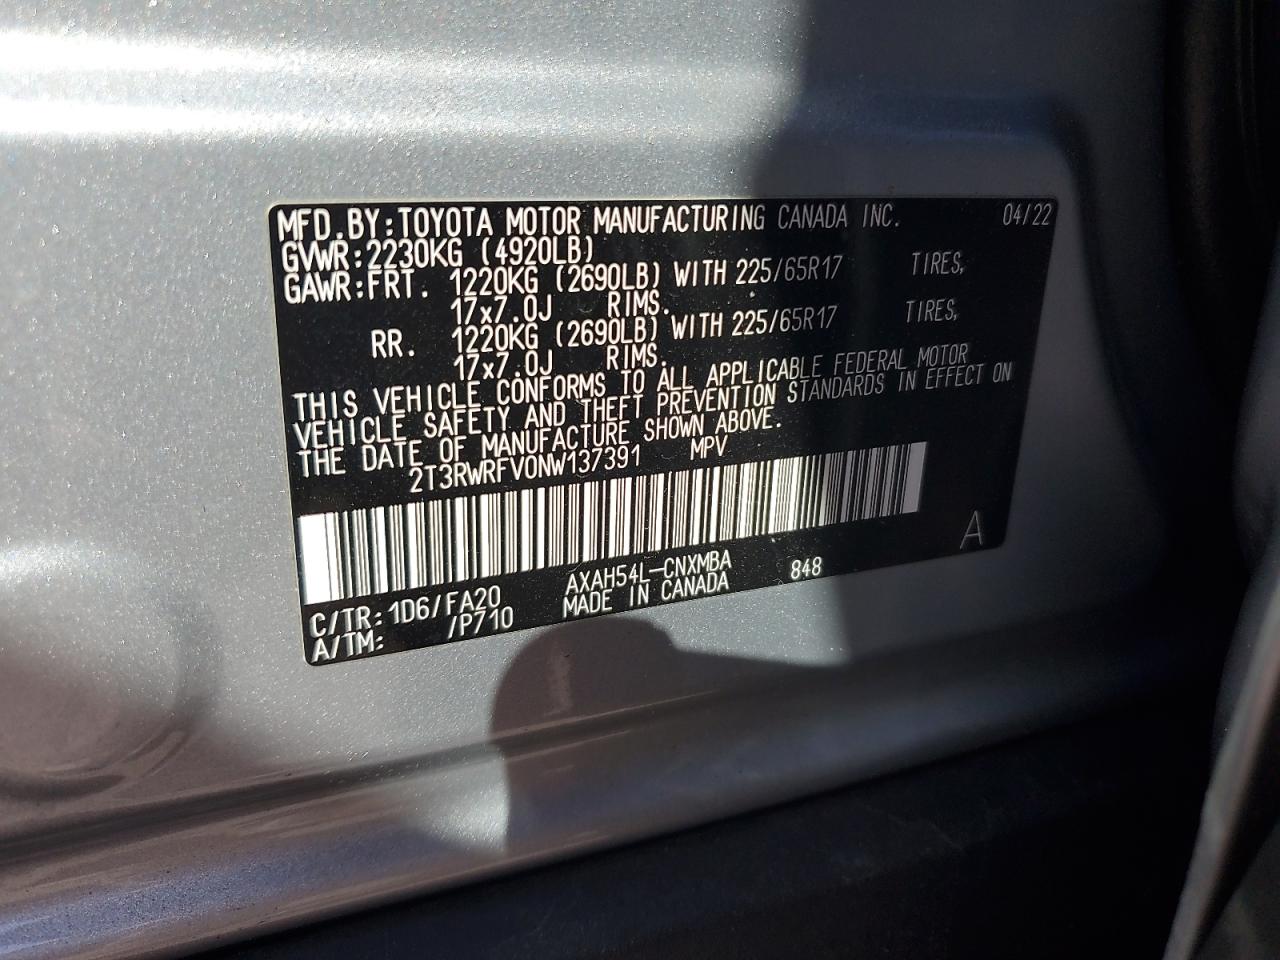 MFD.BY:TOYOTA MOTOR MANUFACTURING CANADA INC. 04/22
GVWR:2230KG (4920LB)
GAWR:FRT. 1220KG (2690LB) WITH 225/65R17 TIRES,
17x7.0J RIMS.
RR. 1220KG (2690LB) WITH 225/65R17 TIRES,
17x7.0J RIMS.
THIS VEHICLE CONFORMS TO ALL APPLICABLE FEDERAL MOTOR
VEHICLE SAFETY AND THEFT PREVENTION STANDARDS IN EFFECT ON
THE DATE OF MANUFACTURE SHOWN ABOVE.
2T3RWRFV0NW137391 MPV
A
C/TR:1D6/FA20 AXAH54L-CNXMBA 848
A/TM: /P710 MADE IN CANADA